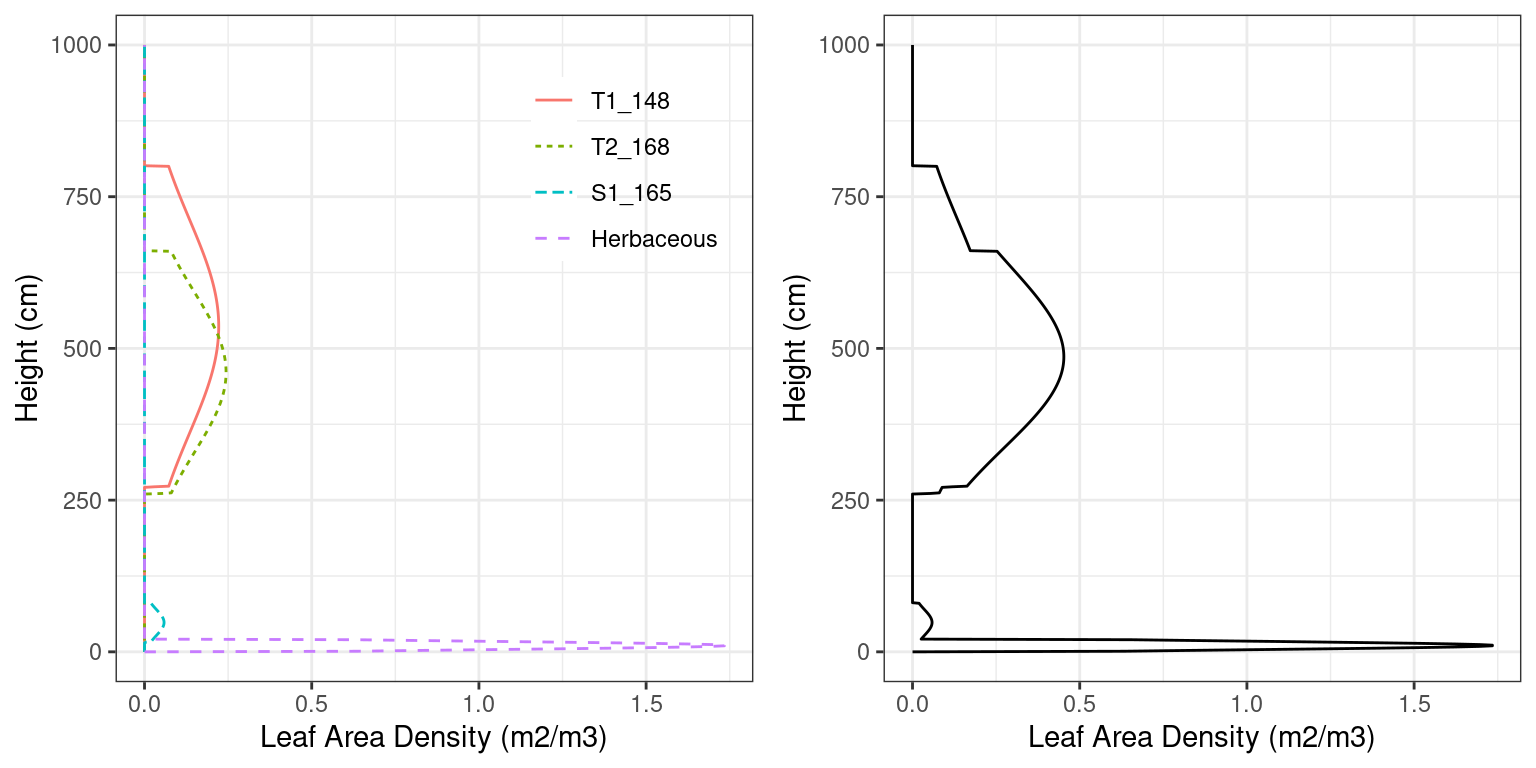 1000
750
500
250
0
Height (cm)
T1_148
T2_168
S1_165
Herbaceous
0.0 0.5 1.0 1.5
Leaf Area Density (m2/m3)
1000
750
500
250
0
Height (cm)
0.0 0.5 1.0 1.5
Leaf Area Density (m2/m3)